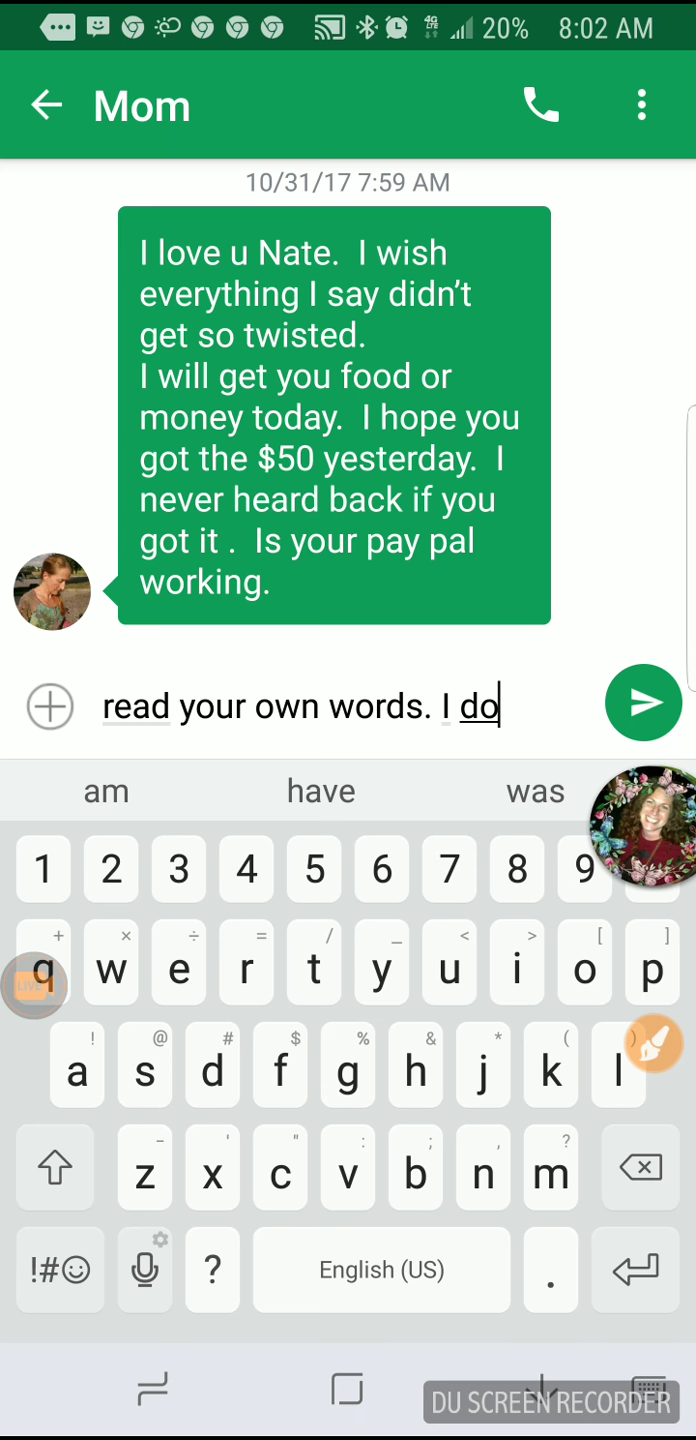 20% 8:02 AM
Mom
10/31/17 7:59 AM
I love u Nate.  I wish
everything I say didn't
get so twisted.
I will get you food or
money today.  I hope you
got the $50 yesterday.  I
never heard back if you
got it .  Is your pay pal
working.
read your own words. I do
am have was
1 2 3 4 5 6 7 8 9
+ × ÷ = / _ < > [ ]
q w e r t y u i o p
! @ # $ % & * ( )
a s d f g h j k l
LIVE
- ' " : ; , ?
z x c v b n m
!#☺ ? English (US) .
DU SCREEN RECORDER